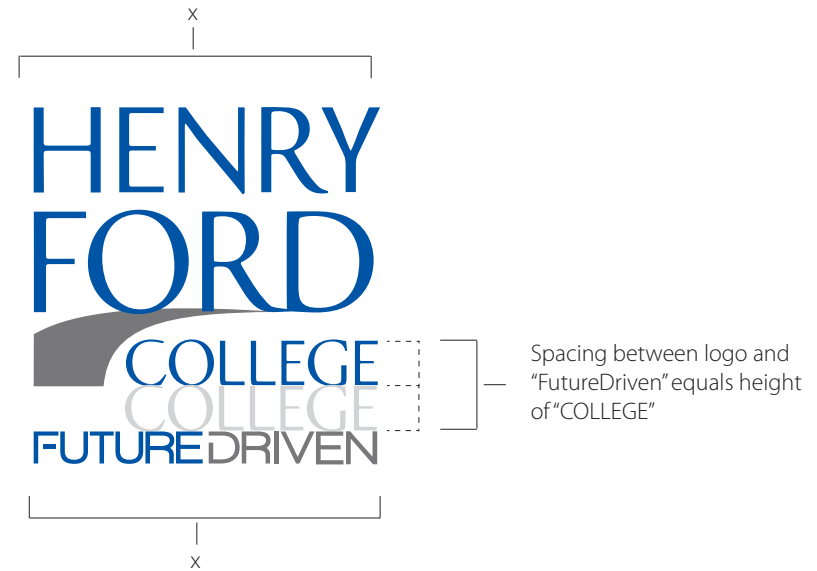 x
HENRY
FORD
COLLEGE
COLLEGE
FUTUREDRIVEN
x
Spacing between logo and
“FutureDriven” equals height
of “COLLEGE”